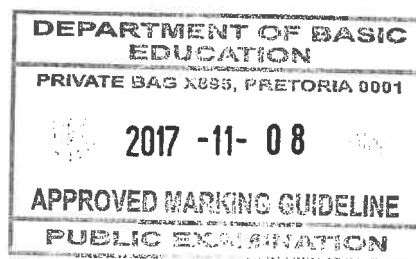 DEPARTMENT OF BASIC
EDUCATION
PRIVATE BAG X895, PRETORIA 0001
2017 -11- 08
APPROVED MARKING GUIDELINE
PUBLIC EXAMINATION